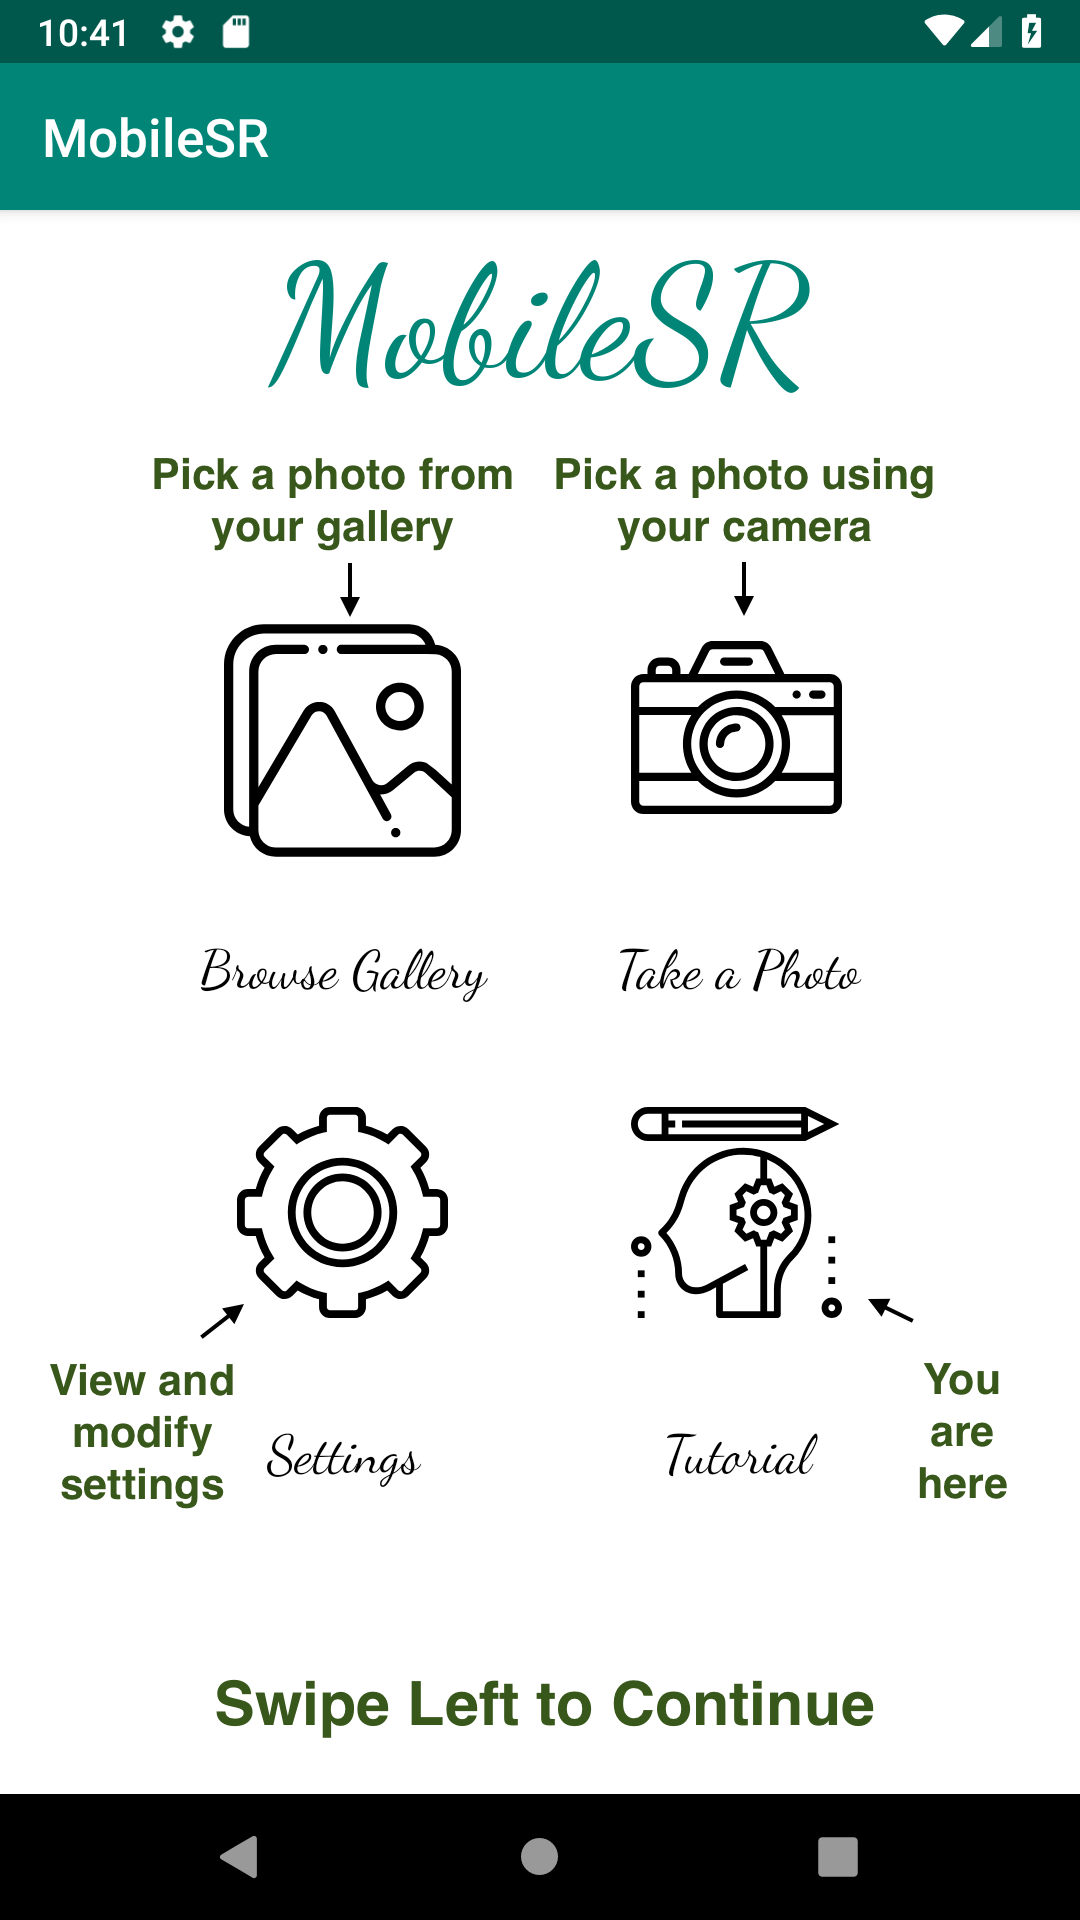 10:41
MobileSR
MobileSR
Pick a photo from
your gallery
Pick a photo using
your camera
Browse Gallery
Take a Photo
View and
modify
settings
Settings
Tutorial
You
are
here
Swipe Left to Continue